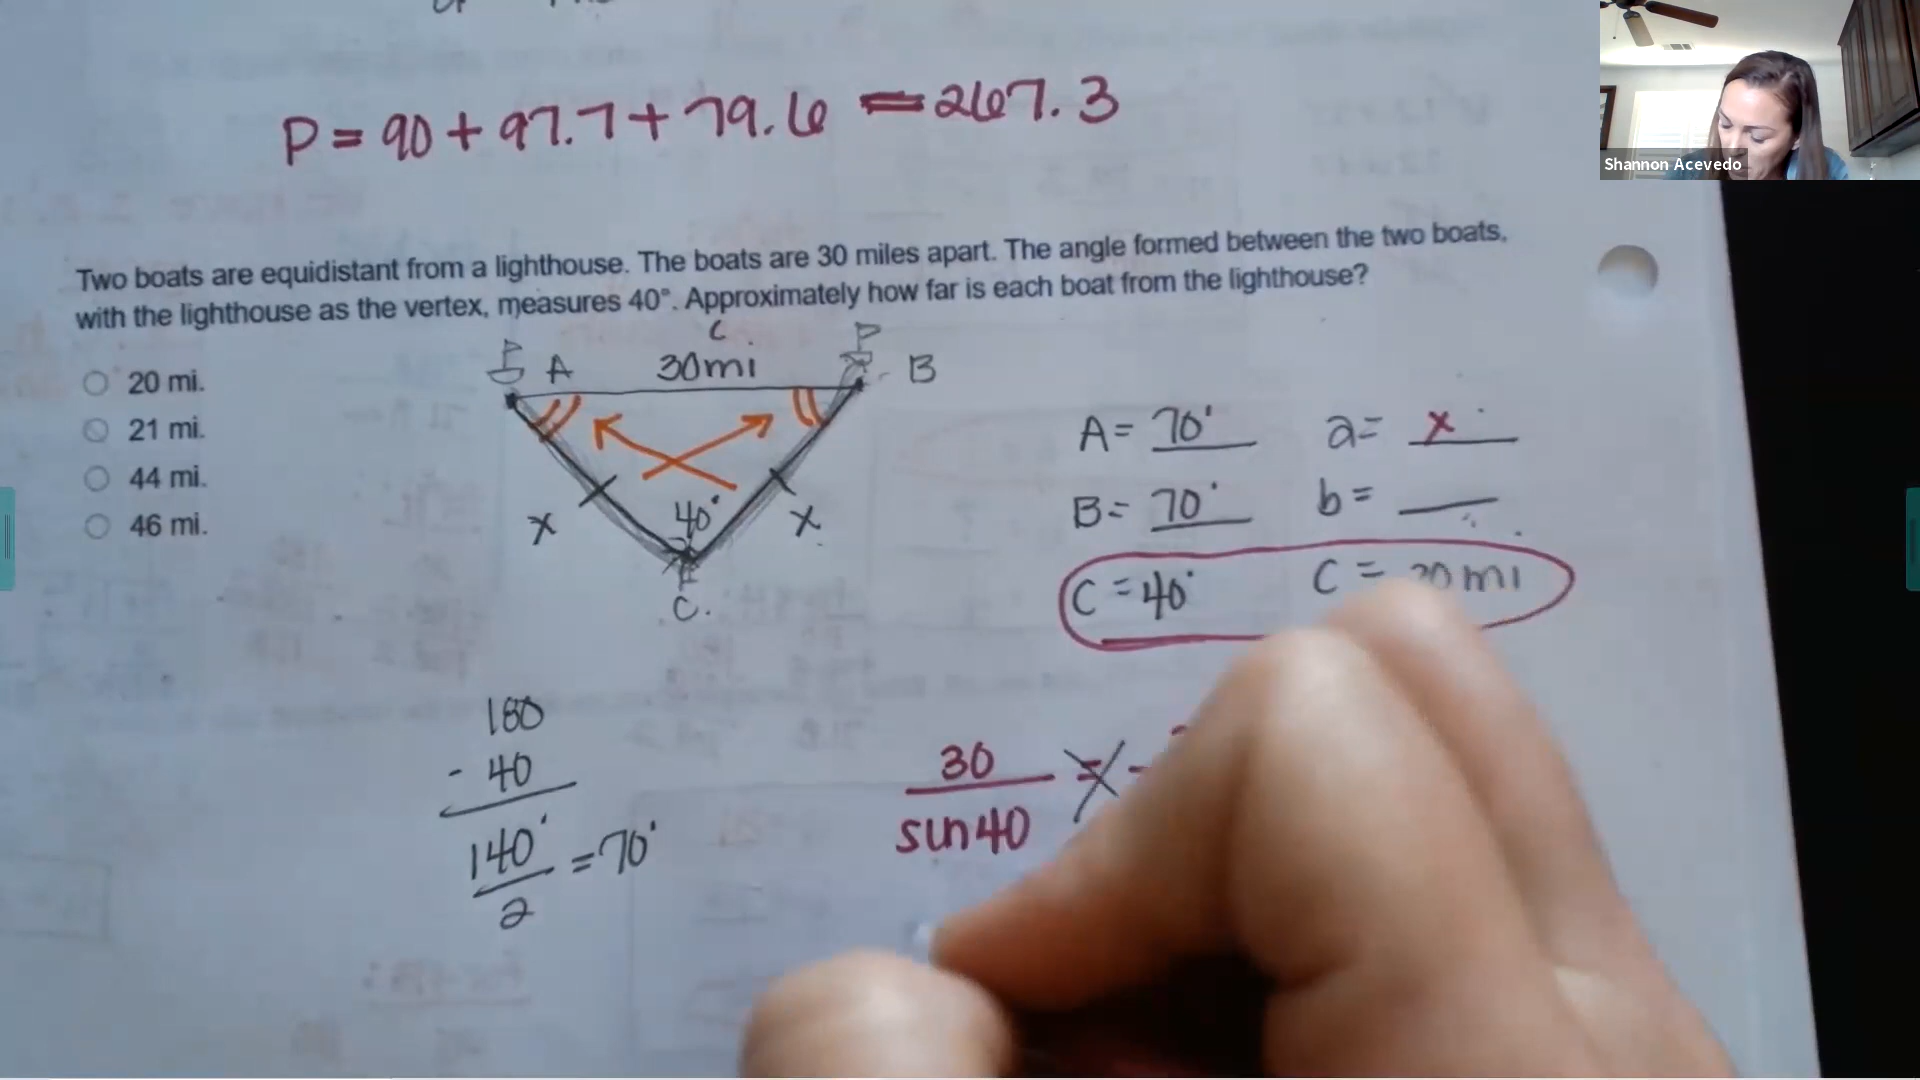 P = 90 + 97.7 + 79.6 = 267.3
Shannon Acevedo
Two boats are equidistant from a lighthouse. The boats are 30 miles apart. The angle formed between the two boats,
with the lighthouse as the vertex, measures 40°. Approximately how far is each boat from the lighthouse?
20 mi.
21 mi.
44 mi.
46 mi.
c
A 30mi B
x 40° x
C.
A = 70° a = x
B = 70° b =
C = 40° C = 30 mi
180
- 40
140° = 70°
2
30 =
sin40